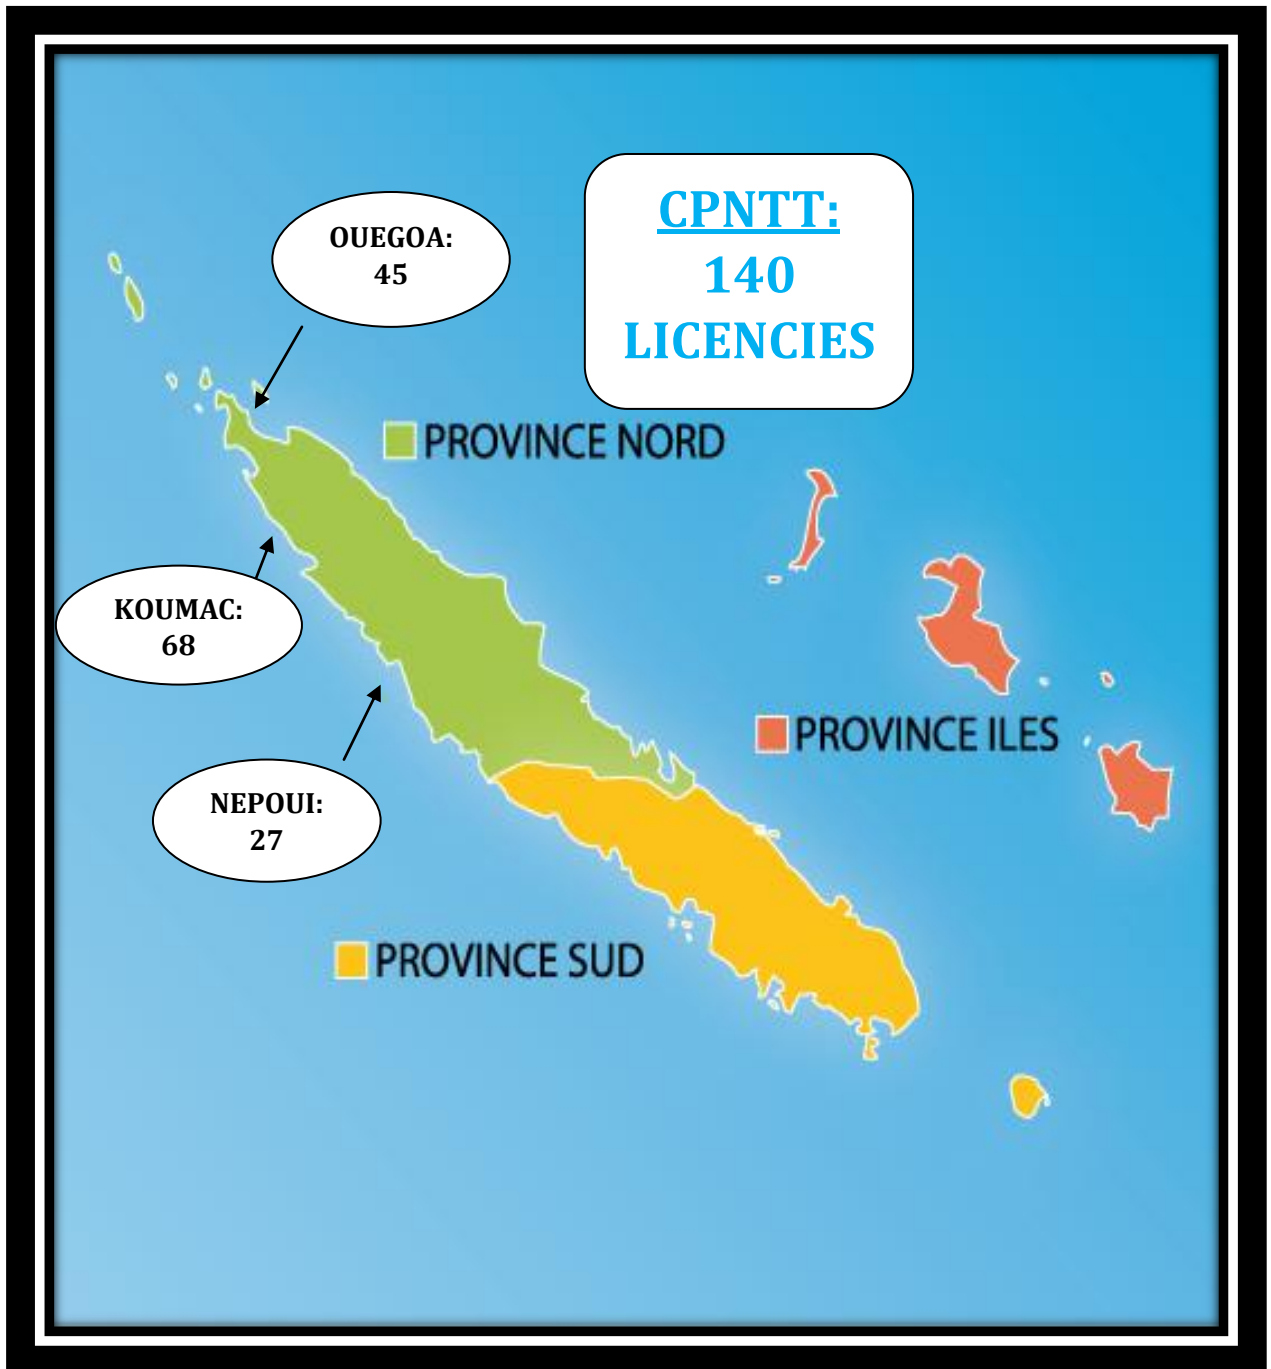 CPNTT:
140
LICENCIES
OUEGOA:
45
PROVINCE NORD
KOUMAC:
68
PROVINCE ILES
NEPOUI:
27
PROVINCE SUD